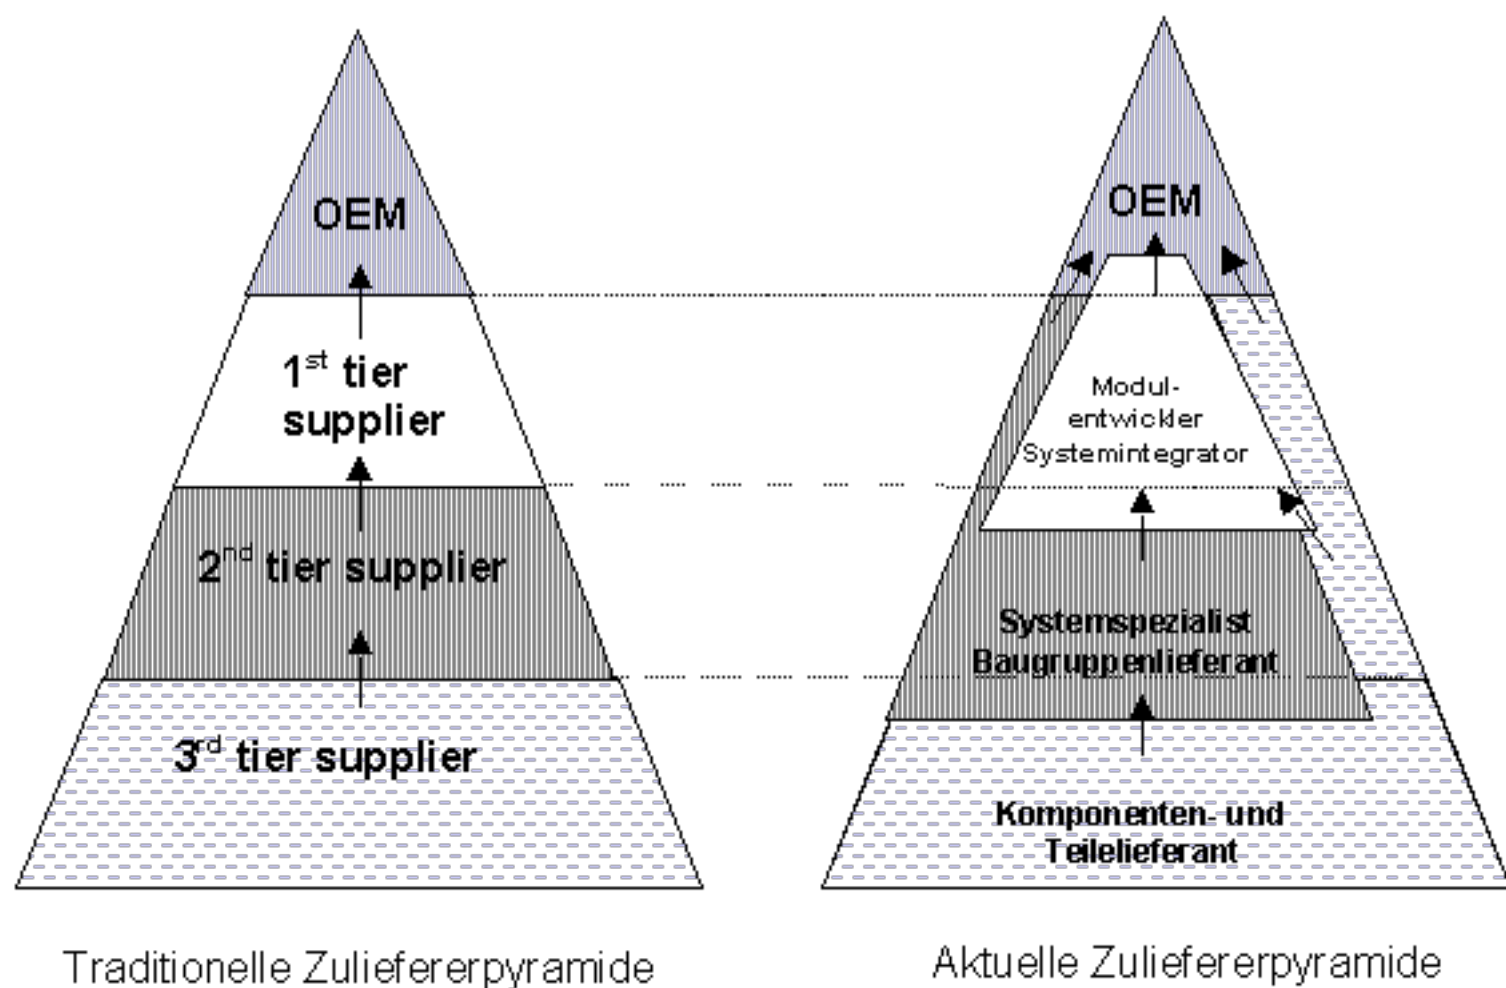 OEM
1st tier
supplier
2nd tier supplier
3rd tier supplier
Traditionelle Zuliefererpyramide
OEM
Modul-
entwickler
Systemintegrator
Systemspezialist
Baugruppenlieferant
Komponenten- und
Teilelieferant
Aktuelle Zuliefererpyramide